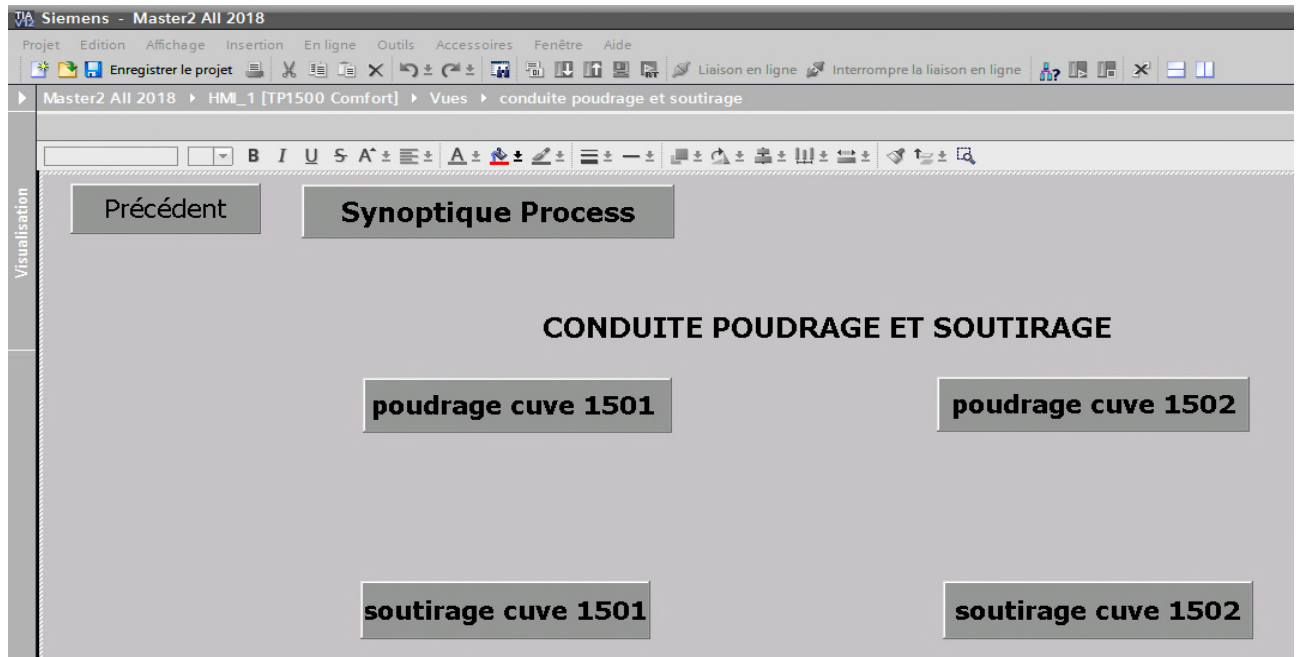 TIA V12 Siemens - Master2 All 2018
Projet Edition Affichage Insertion En ligne Outils Accessoires Fenêtre Aide
Enregistrer le projet Liaison en ligne Interrompre la liaison en ligne
Master2 All 2018 HMI_1 [TP1500 Comfort] Vues conduite poudrage et soutirage
B I U S A A
Visualisation
Précédent Synoptique Process
CONDUITE POUDRAGE ET SOUTIRAGE
poudrage cuve 1501 poudrage cuve 1502
soutirage cuve 1501 soutirage cuve 1502